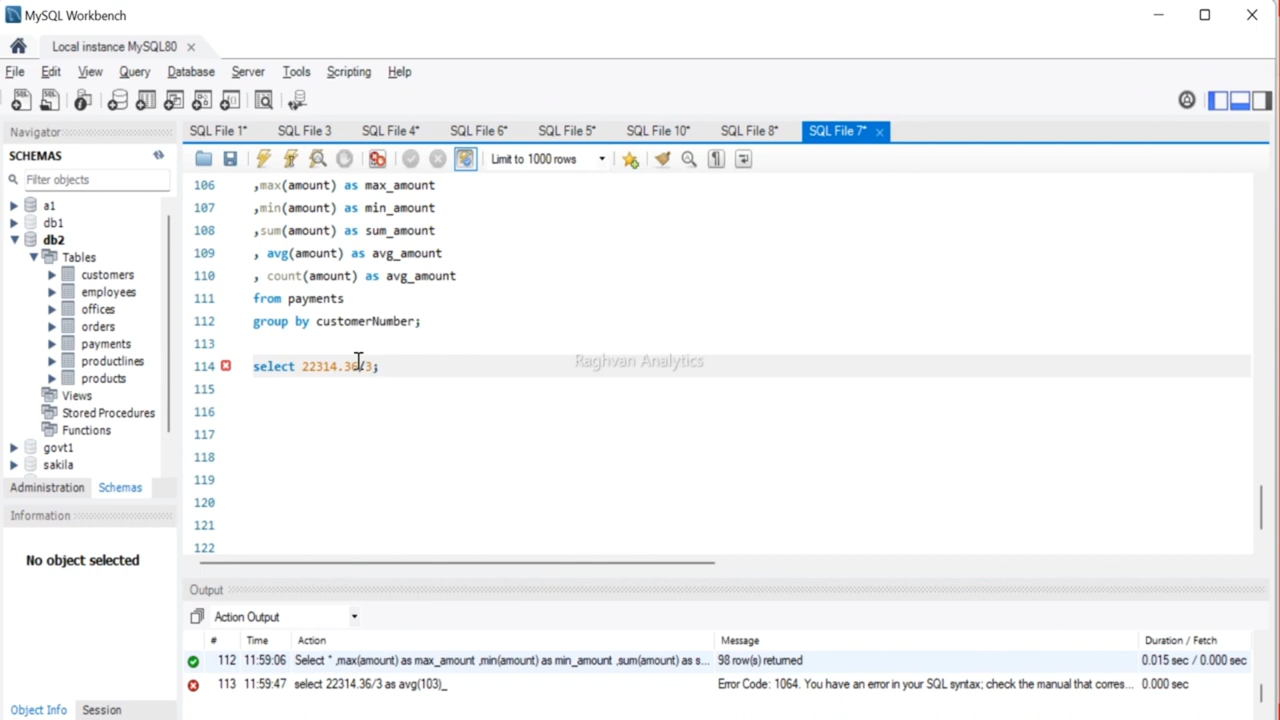 MySQL Workbench
Local instance MySQL80
File Edit View Query Database Server Tools Scripting Help
Navigator
SCHEMAS
Filter objects
a1
db1
db2
Tables
customers
employees
offices
orders
payments
productlines
products
Views
Stored Procedures
Functions
govt1
sakila
Administration Schemas
Information
No object selected
Object Info Session
SQL File 1* SQL File 3 SQL File 4* SQL File 6* SQL File 5* SQL File 10* SQL File 8* SQL File 7*
Limit to 1000 rows
106 ,max(amount) as max_amount
107 ,min(amount) as min_amount
108 ,sum(amount) as sum_amount
109 , avg(amount) as avg_amount
110 , count(amount) as avg_amount
111 from payments
112 group by customerNumber;
113
114 select 22314.36/3;
115
116
117
118
119
120
121
122
Raghvan Analytics
Output
Action Output
# Time Action Message Duration / Fetch
112 11:59:06 Select * ,max(amount) as max_amount ,min(amount) as min_amount ,sum(amount) as s... 98 row(s) returned 0.015 sec / 0.000 sec
113 11:59:47 select 22314.36/3 as avg(103)_ Error Code: 1064. You have an error in your SQL syntax; check the manual that corres... 0.000 sec